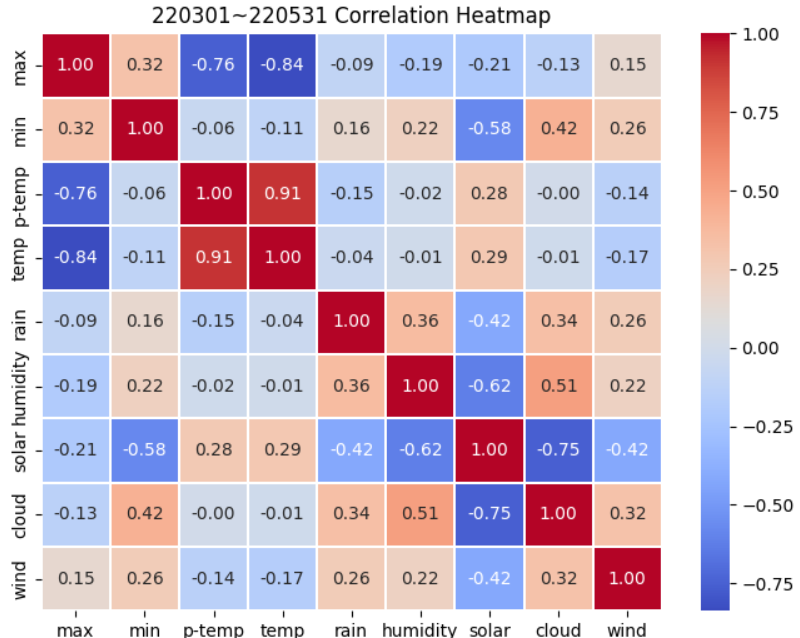 220301~220531 Correlation Heatmap
max 1.00 0.32 -0.76 -0.84 -0.09 -0.19 -0.21 -0.13 0.15
min 0.32 1.00 -0.06 -0.11 0.16 0.22 -0.58 0.42 0.26
p-temp -0.76 -0.06 1.00 0.91 -0.15 -0.02 0.28 -0.00 -0.14
temp -0.84 -0.11 0.91 1.00 -0.04 -0.01 0.29 -0.01 -0.17
rain -0.09 0.16 -0.15 -0.04 1.00 0.36 -0.42 0.34 0.26
humidity -0.19 0.22 -0.02 -0.01 0.36 1.00 -0.62 0.51 0.22
solar -0.21 -0.58 0.28 0.29 -0.42 -0.62 1.00 -0.75 -0.42
cloud -0.13 0.42 -0.00 -0.01 0.34 0.51 -0.75 1.00 0.32
wind 0.15 0.26 -0.14 -0.17 0.26 0.22 -0.42 0.32 1.00
max min p-temp temp rain humidity solar cloud wind
1.00
0.75
0.50
0.25
0.00
−0.25
−0.50
−0.75